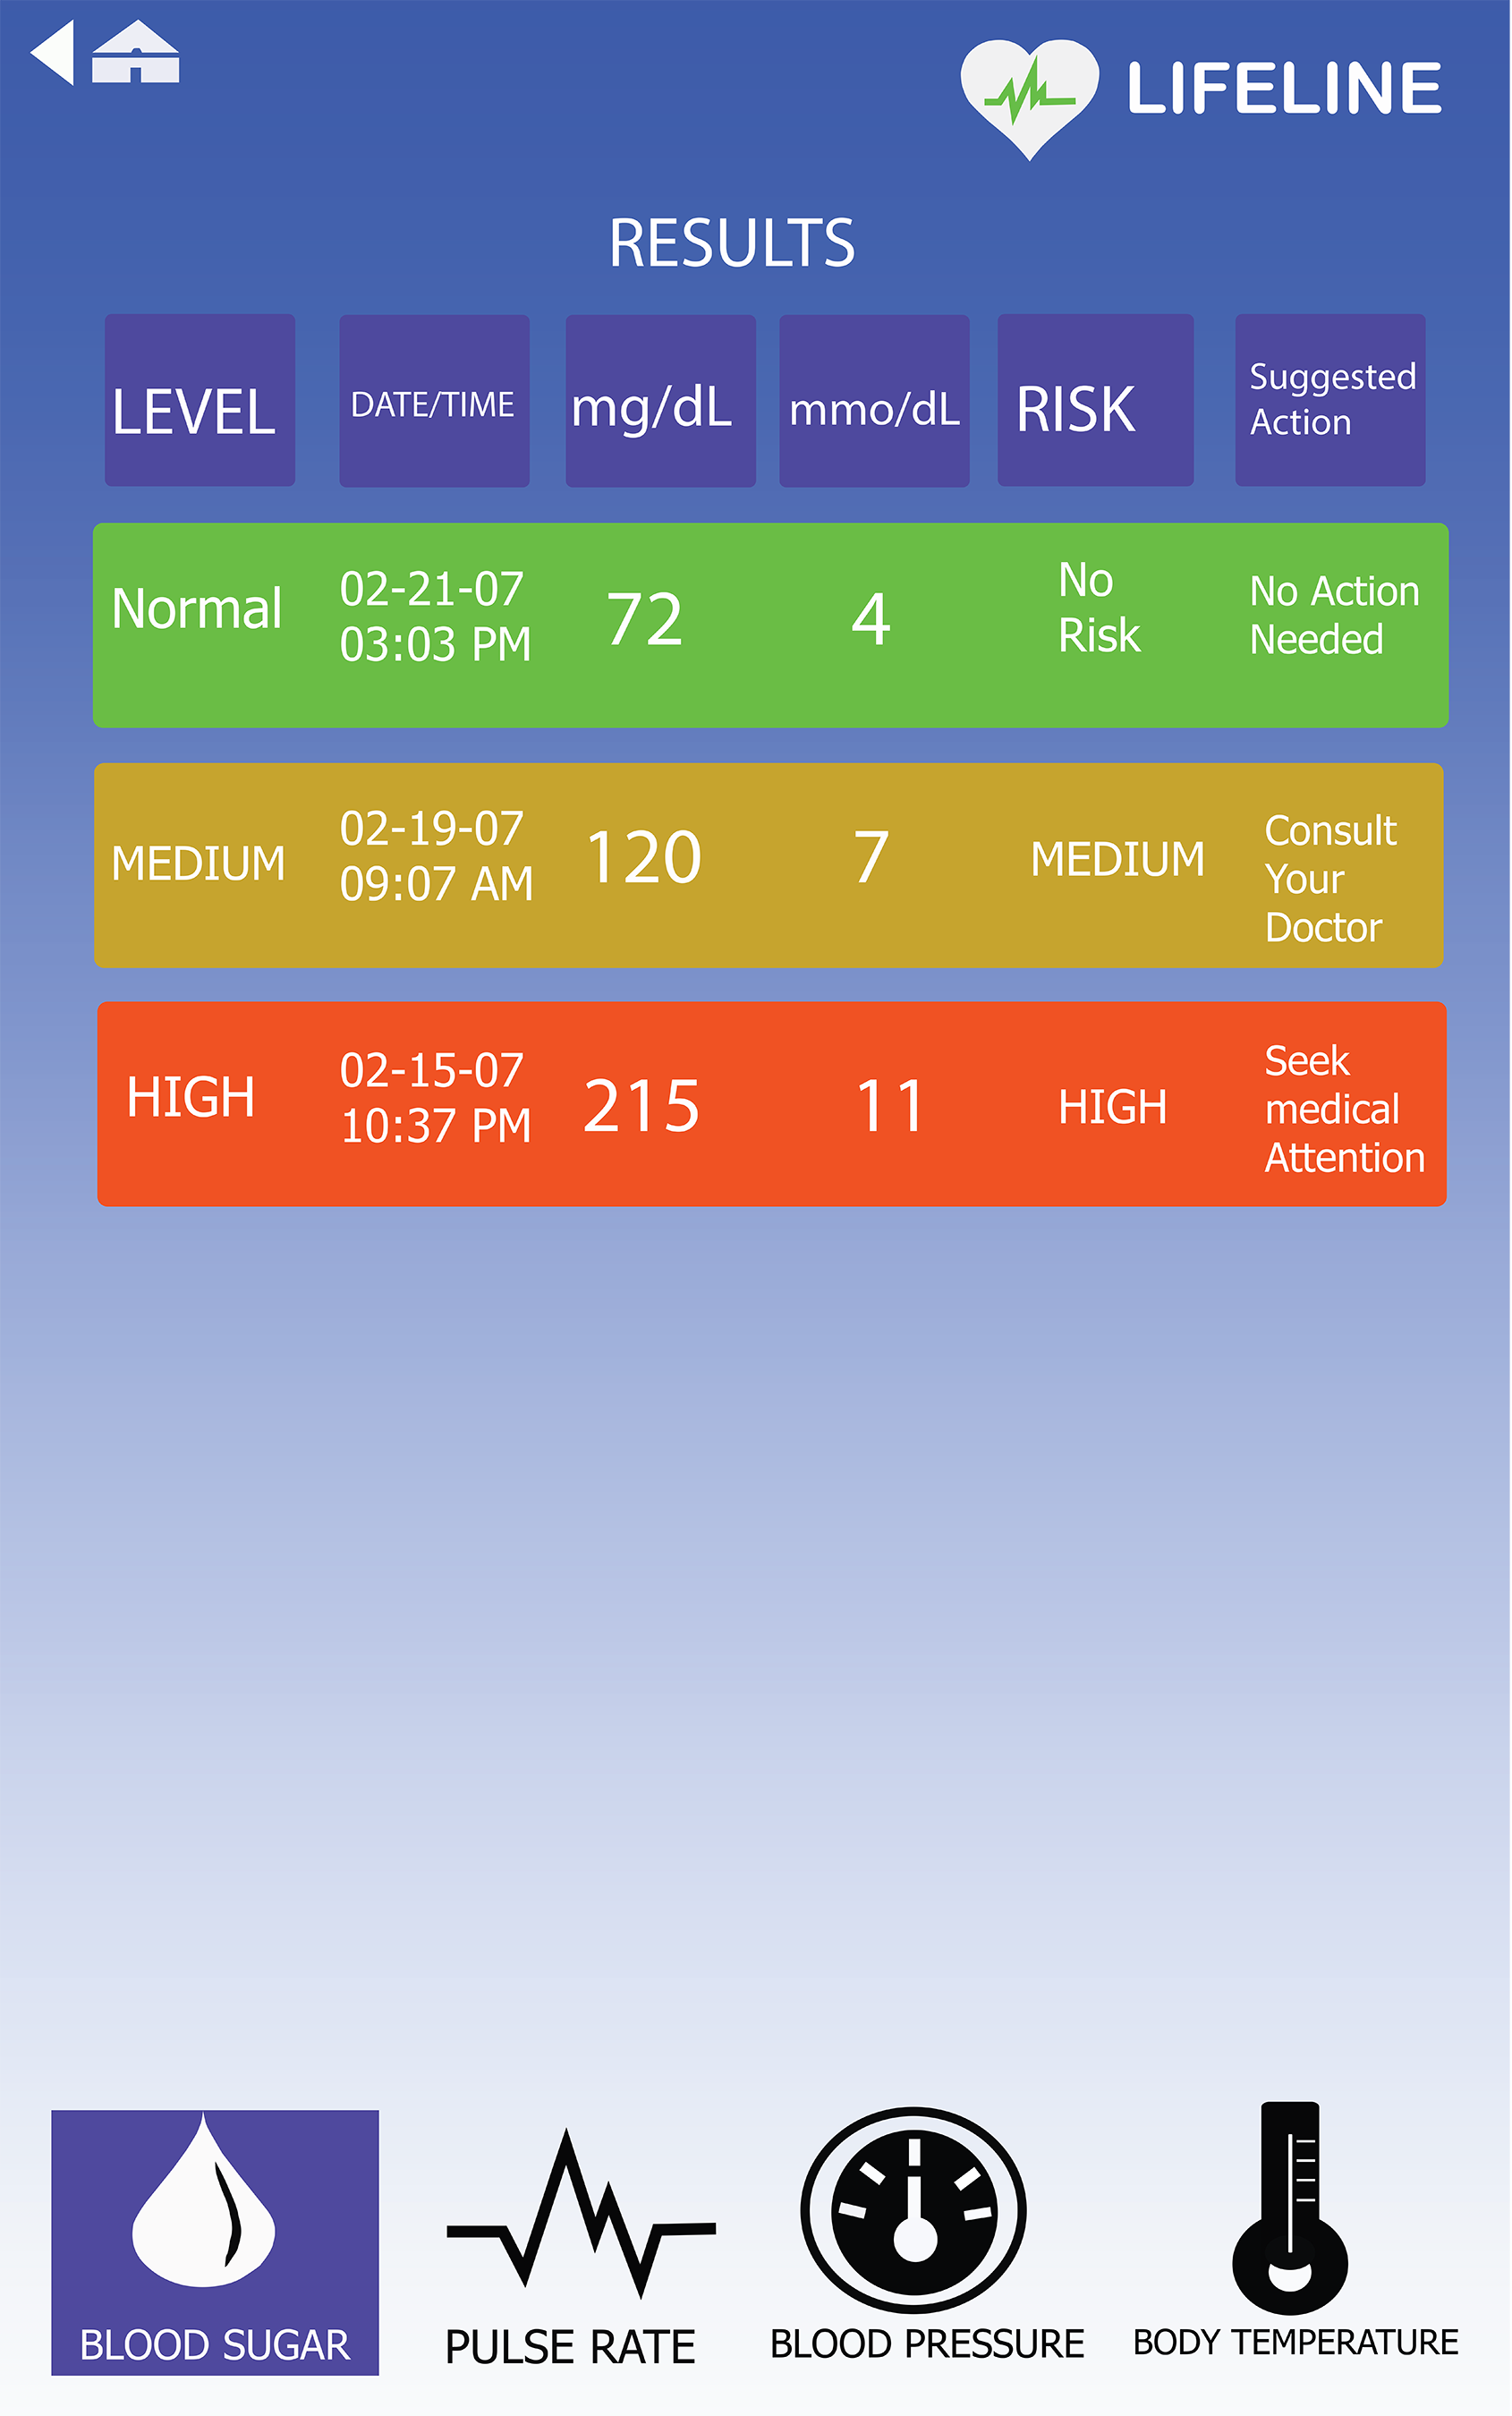 LIFELINE
RESULTS
LEVEL
DATE/TIME
mg/dL
mmo/dL
RISK
Suggested
Action
Normal
02-21-07
03:03 PM
72
4
No
Risk
No Action
Needed
MEDIUM
02-19-07
09:07 AM
120
7
MEDIUM
Consult
Your
Doctor
HIGH
02-15-07
10:37 PM
215
11
HIGH
Seek
medical
Attention
BLOOD SUGAR
PULSE RATE
BLOOD PRESSURE
BODY TEMPERATURE